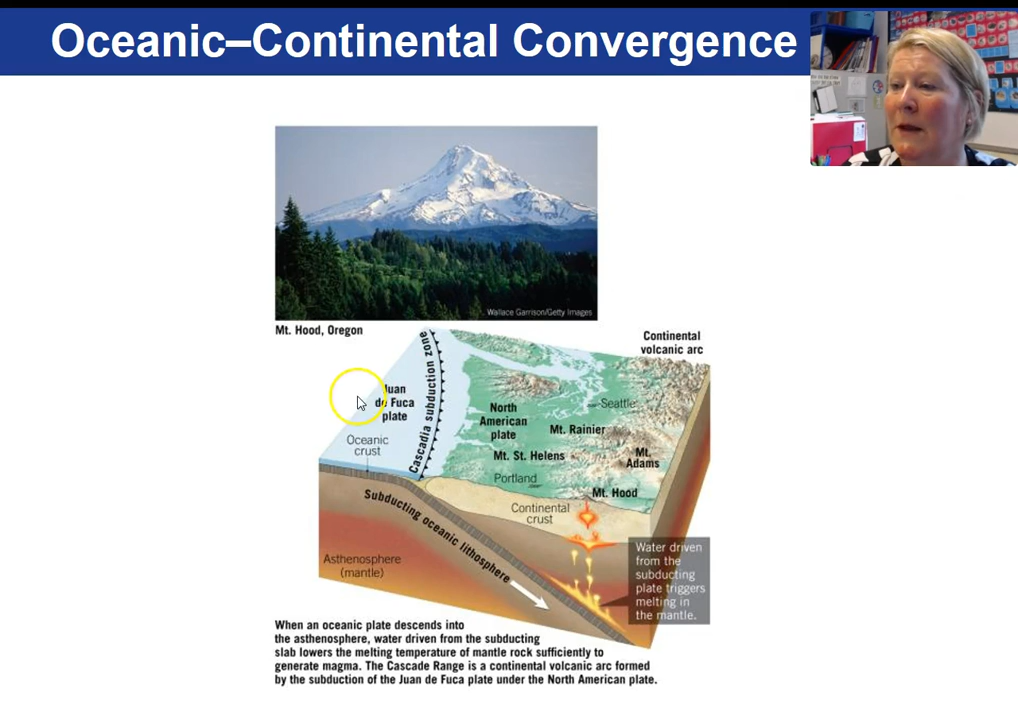 Oceanic–Continental Convergence
Wallace Garrison/Getty Images
Mt. Hood, Oregon
Continental
volcanic arc
Cascadia subduction zone
Juan
de Fuca
plate
Oceanic
crust
North
American
plate
Seattle
Mt. Rainier
Mt. St. Helens
Mt.
Adams
Portland
Mt. Hood
Continental
crust
Subducting oceanic lithosphere
Asthenosphere
(mantle)
Water driven
from the
subducting
plate triggers
melting in
the mantle.
When an oceanic plate descends into
the asthenosphere, water driven from the subducting
slab lowers the melting temperature of mantle rock sufficiently to
generate magma. The Cascade Range is a continental volcanic arc formed
by the subduction of the Juan de Fuca plate under the North American plate.